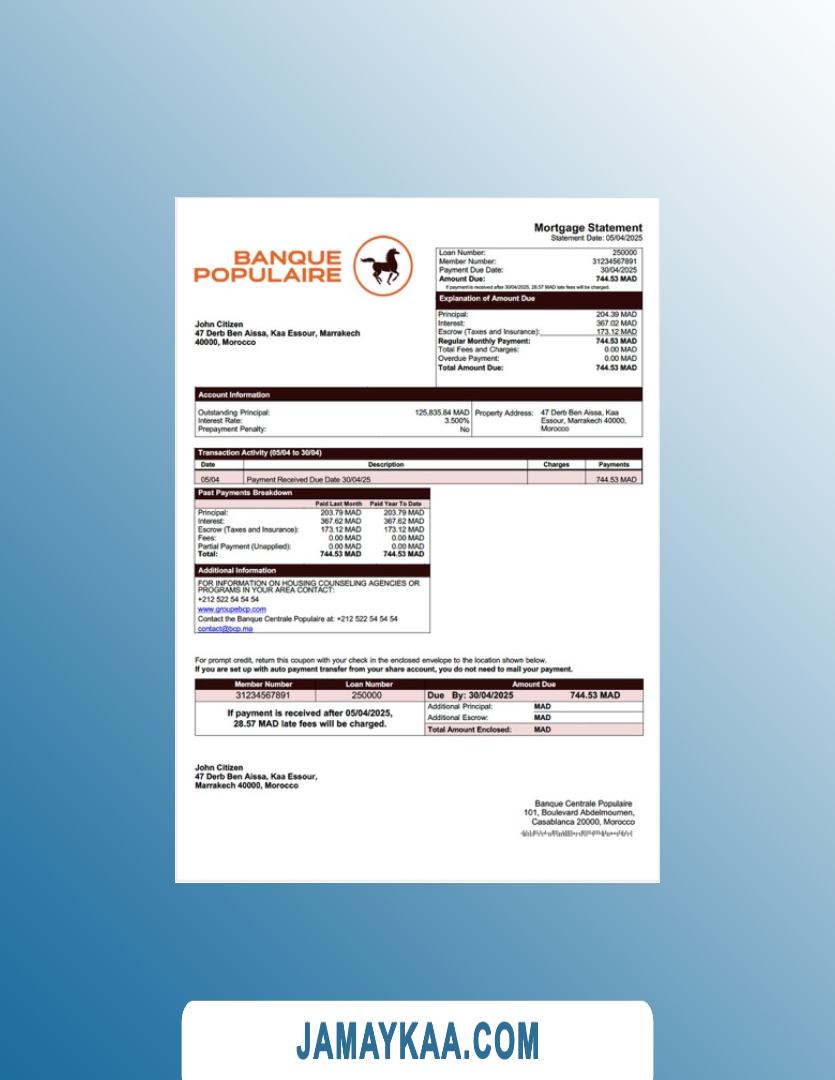 Mortgage Statement
Statement Date: 05/04/2025
BANQUE
POPULAIRE
Loan Number: 250000
Member Number: 31234567891
Payment Due Date: 30/04/2025
Amount Due: 744.53 MAD
If payment is received after 30/04/2025, 28.57 MAD late fees will be charged.
Explanation of Amount Due
Principal: 204.39 MAD
Interest: 367.02 MAD
Escrow (Taxes and Insurance): 173.12 MAD
Regular Monthly Payment: 744.53 MAD
Total Fees and Charges: 0.00 MAD
Overdue Payment: 0.00 MAD
Total Amount Due: 744.53 MAD
John Citizen
47 Derb Ben Aissa, Kaa Essour, Marrakech
40000, Morocco
Account Information
Outstanding Principal: 125,835.84 MAD
Interest Rate: 3.500%
Prepayment Penalty: No
Property Address: 47 Derb Ben Aissa, Kaa
Essour, Marrakech 40000,
Morocco
Transaction Activity (05/04 to 30/04)
Date Description Charges Payments
05/04 Payment Received Due Date 30/04/25 744.53 MAD
Past Payments Breakdown
Paid Last Month Paid Year To Date
Principal: 203.79 MAD 203.79 MAD
Interest: 367.62 MAD 367.62 MAD
Escrow (Taxes and Insurance): 173.12 MAD 173.12 MAD
Fees: 0.00 MAD 0.00 MAD
Partial Payment (Unapplied): 0.00 MAD 0.00 MAD
Total: 744.53 MAD 744.53 MAD
Additional Information
FOR INFORMATION ON HOUSING COUNSELING AGENCIES OR
PROGRAMS IN YOUR AREA CONTACT:
+212 522 54 54 54
www.groupebcp.com
Contact the Banque Centrale Populaire at: +212 522 54 54 54
contact@bcp.ma
For prompt credit, return this coupon with your check in the enclosed envelope to the location shown below.
If you are set up with auto payment transfer from your share account, you do not need to mail your payment.
Member Number Loan Number Amount Due
31234567891 250000 Due By: 30/04/2025 744.53 MAD
If payment is received after 05/04/2025,
28.57 MAD late fees will be charged.
Additional Principal: MAD
Additional Escrow: MAD
Total Amount Enclosed: MAD
John Citizen
47 Derb Ben Aissa, Kaa Essour,
Marrakech 40000, Morocco
Banque Centrale Populaire
101, Boulevard Abdelmoumen,
Casablanca 20000, Morocco
JAMAYKAA.COM